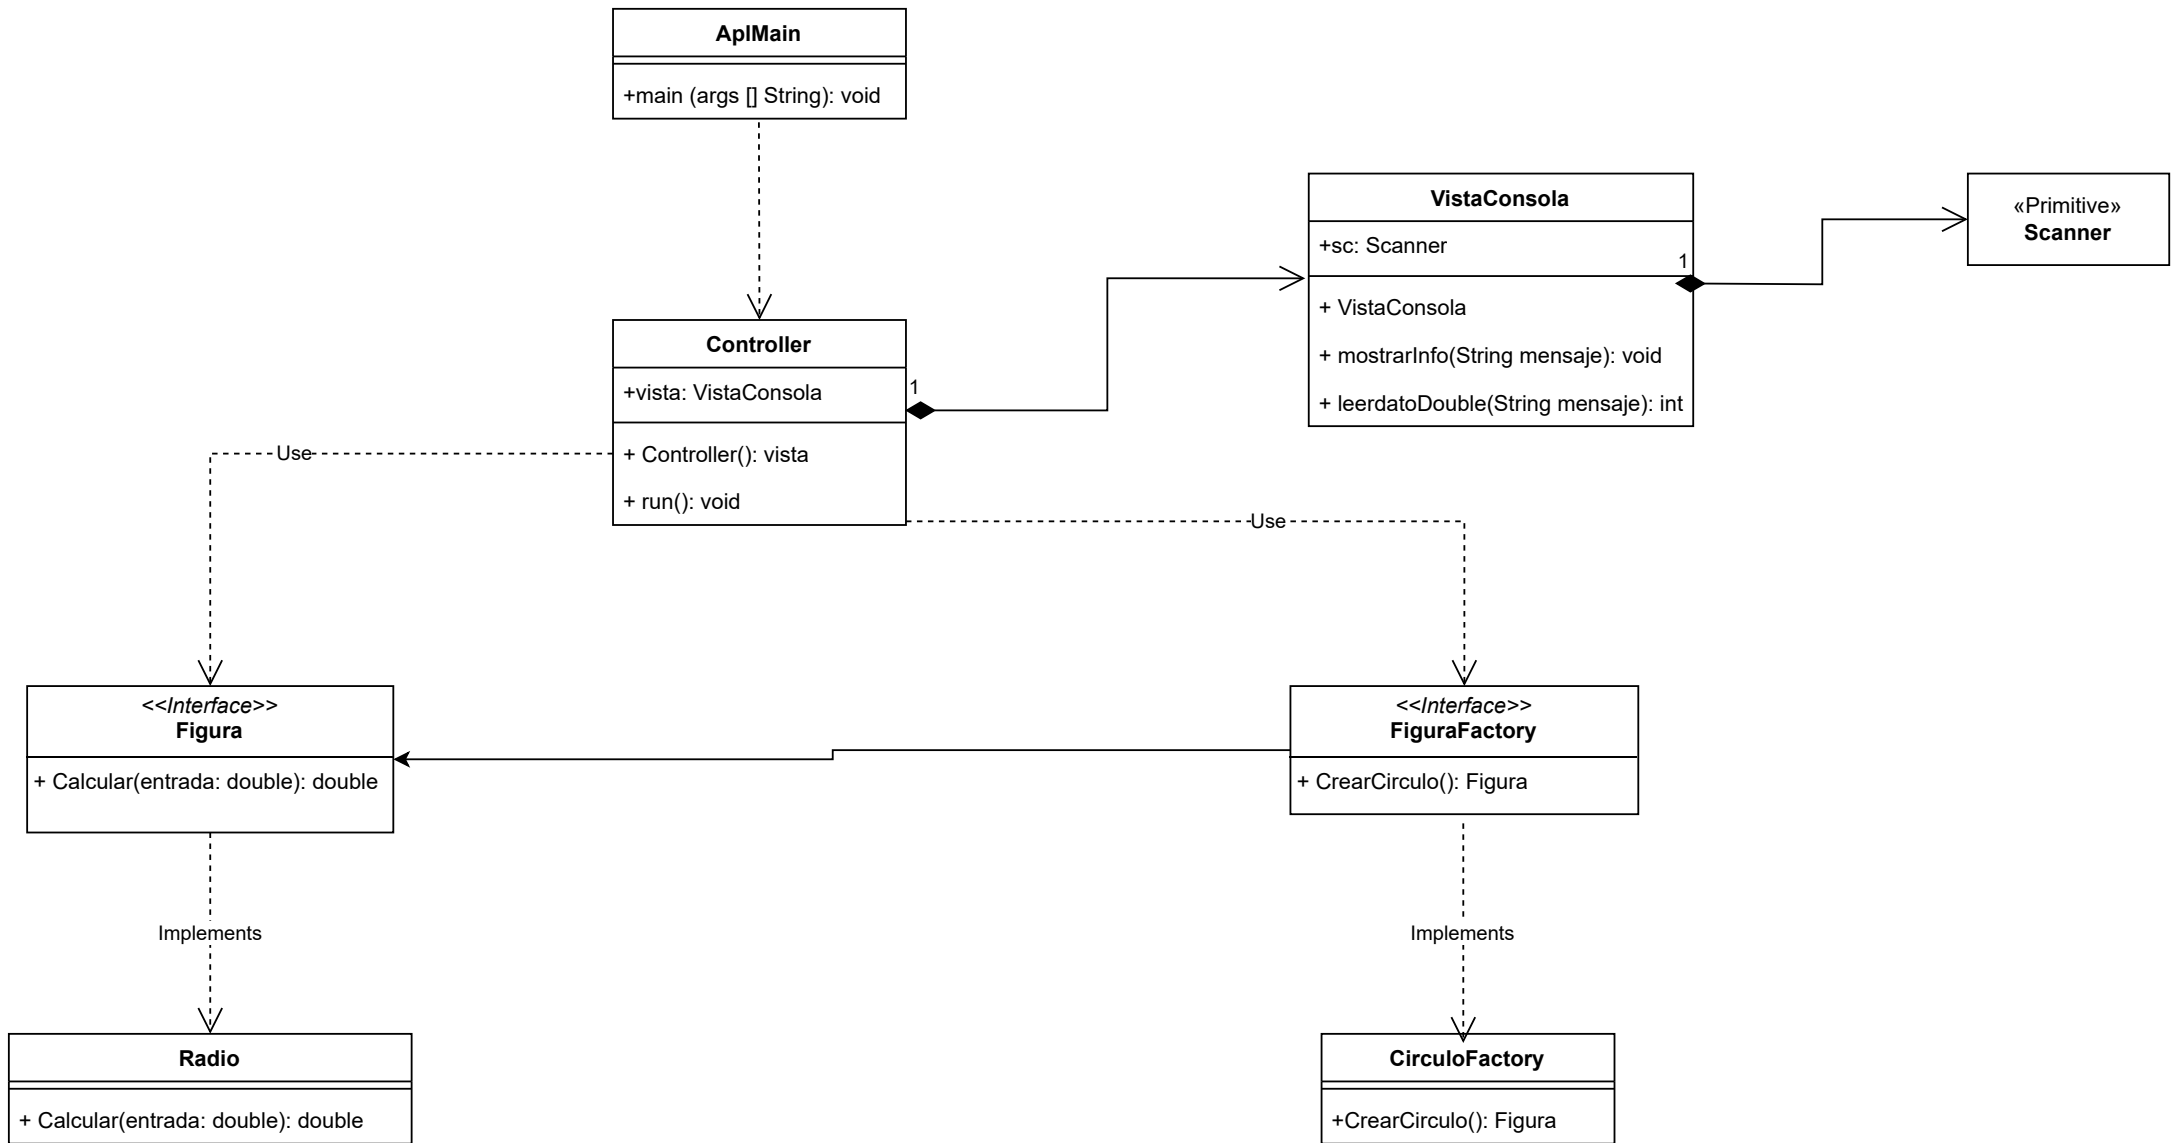 AplMain
+main (args [] String): void
VistaConsola
+sc: Scanner
1
+ VistaConsola
+ mostrarInfo(String mensaje): void
+ leerdatoDouble(String mensaje): int
«Primitive»
Scanner
Controller
+vista: VistaConsola
1
+ Controller(): vista
+ run(): void
Use
Use
<<Interface>>
Figura
+ Calcular(entrada: double): double
<<Interface>>
FiguraFactory
+ CrearCirculo(): Figura
Implements
Implements
Radio
+ Calcular(entrada: double): double
CirculoFactory
+CrearCirculo(): Figura